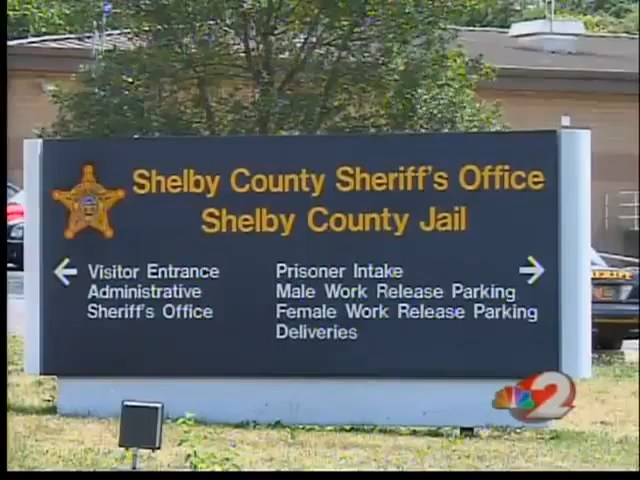 Shelby County Sheriff's Office
Shelby County Jail
Visitor Entrance
Administrative
Sheriff's Office
Prisoner Intake
Male Work Release Parking
Female Work Release Parking
Deliveries
SHERIFF
2